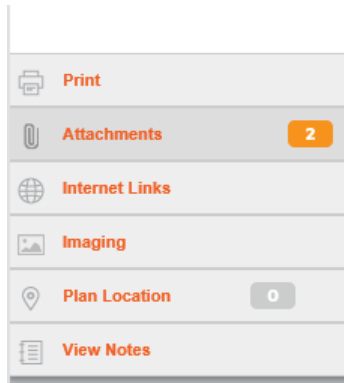 Print
Attachments 2
Internet Links
Imaging
Plan Location 0
View Notes